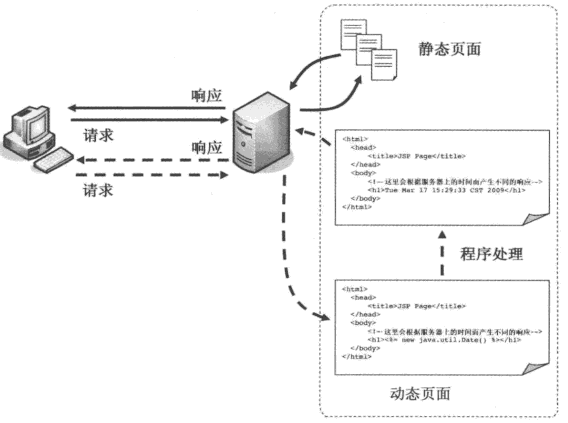 静态页面
响应
请求
响应
请求
<html>
<head>
<title>JSP Page</title>
</head>
<body>
<!--这里会根据服务器上的时间而产生不同的响应-->
<h1>Tue Mar 17 15:29:33 CST 2009</h1>
</body>
</html>
程序处理
<html>
<head>
<title>JSP Page</title>
</head>
<body>
<!--这里会根据服务器上的时间而产生不同的响应-->
<h1><%= new java.util.Date() %></h1>
</body>
</html>
动态页面